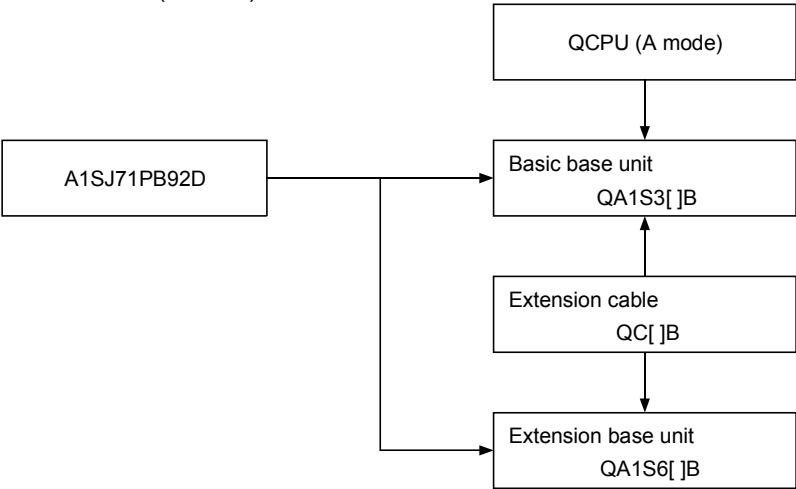 QCPU (A mode)
A1SJ71PB92D
Basic base unit
QA1S3[ ]B
Extension cable
QC[ ]B
Extension base unit
QA1S6[ ]B